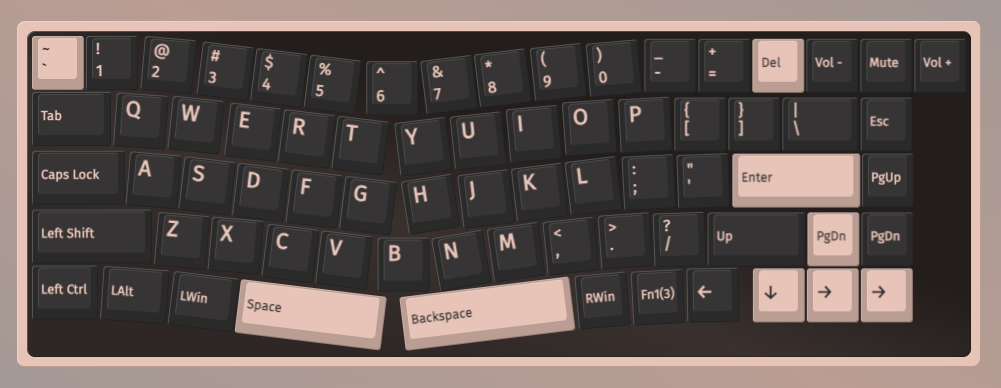 ~ ! @ # $ % ^ & * ( ) _ + Del Vol - Mute Vol +
` 1 2 3 4 5 6 7 8 9 0 - =
Tab Q W E R T Y U I O P { } | Esc
[ ] \
Caps Lock A S D F G H J K L : " Enter PgUp
; '
Left Shift Z X C V B N M < > ? Up PgDn PgDn
, . /
Left Ctrl LAlt LWin Space Backspace RWin Fn1(3) ← ↓ → →